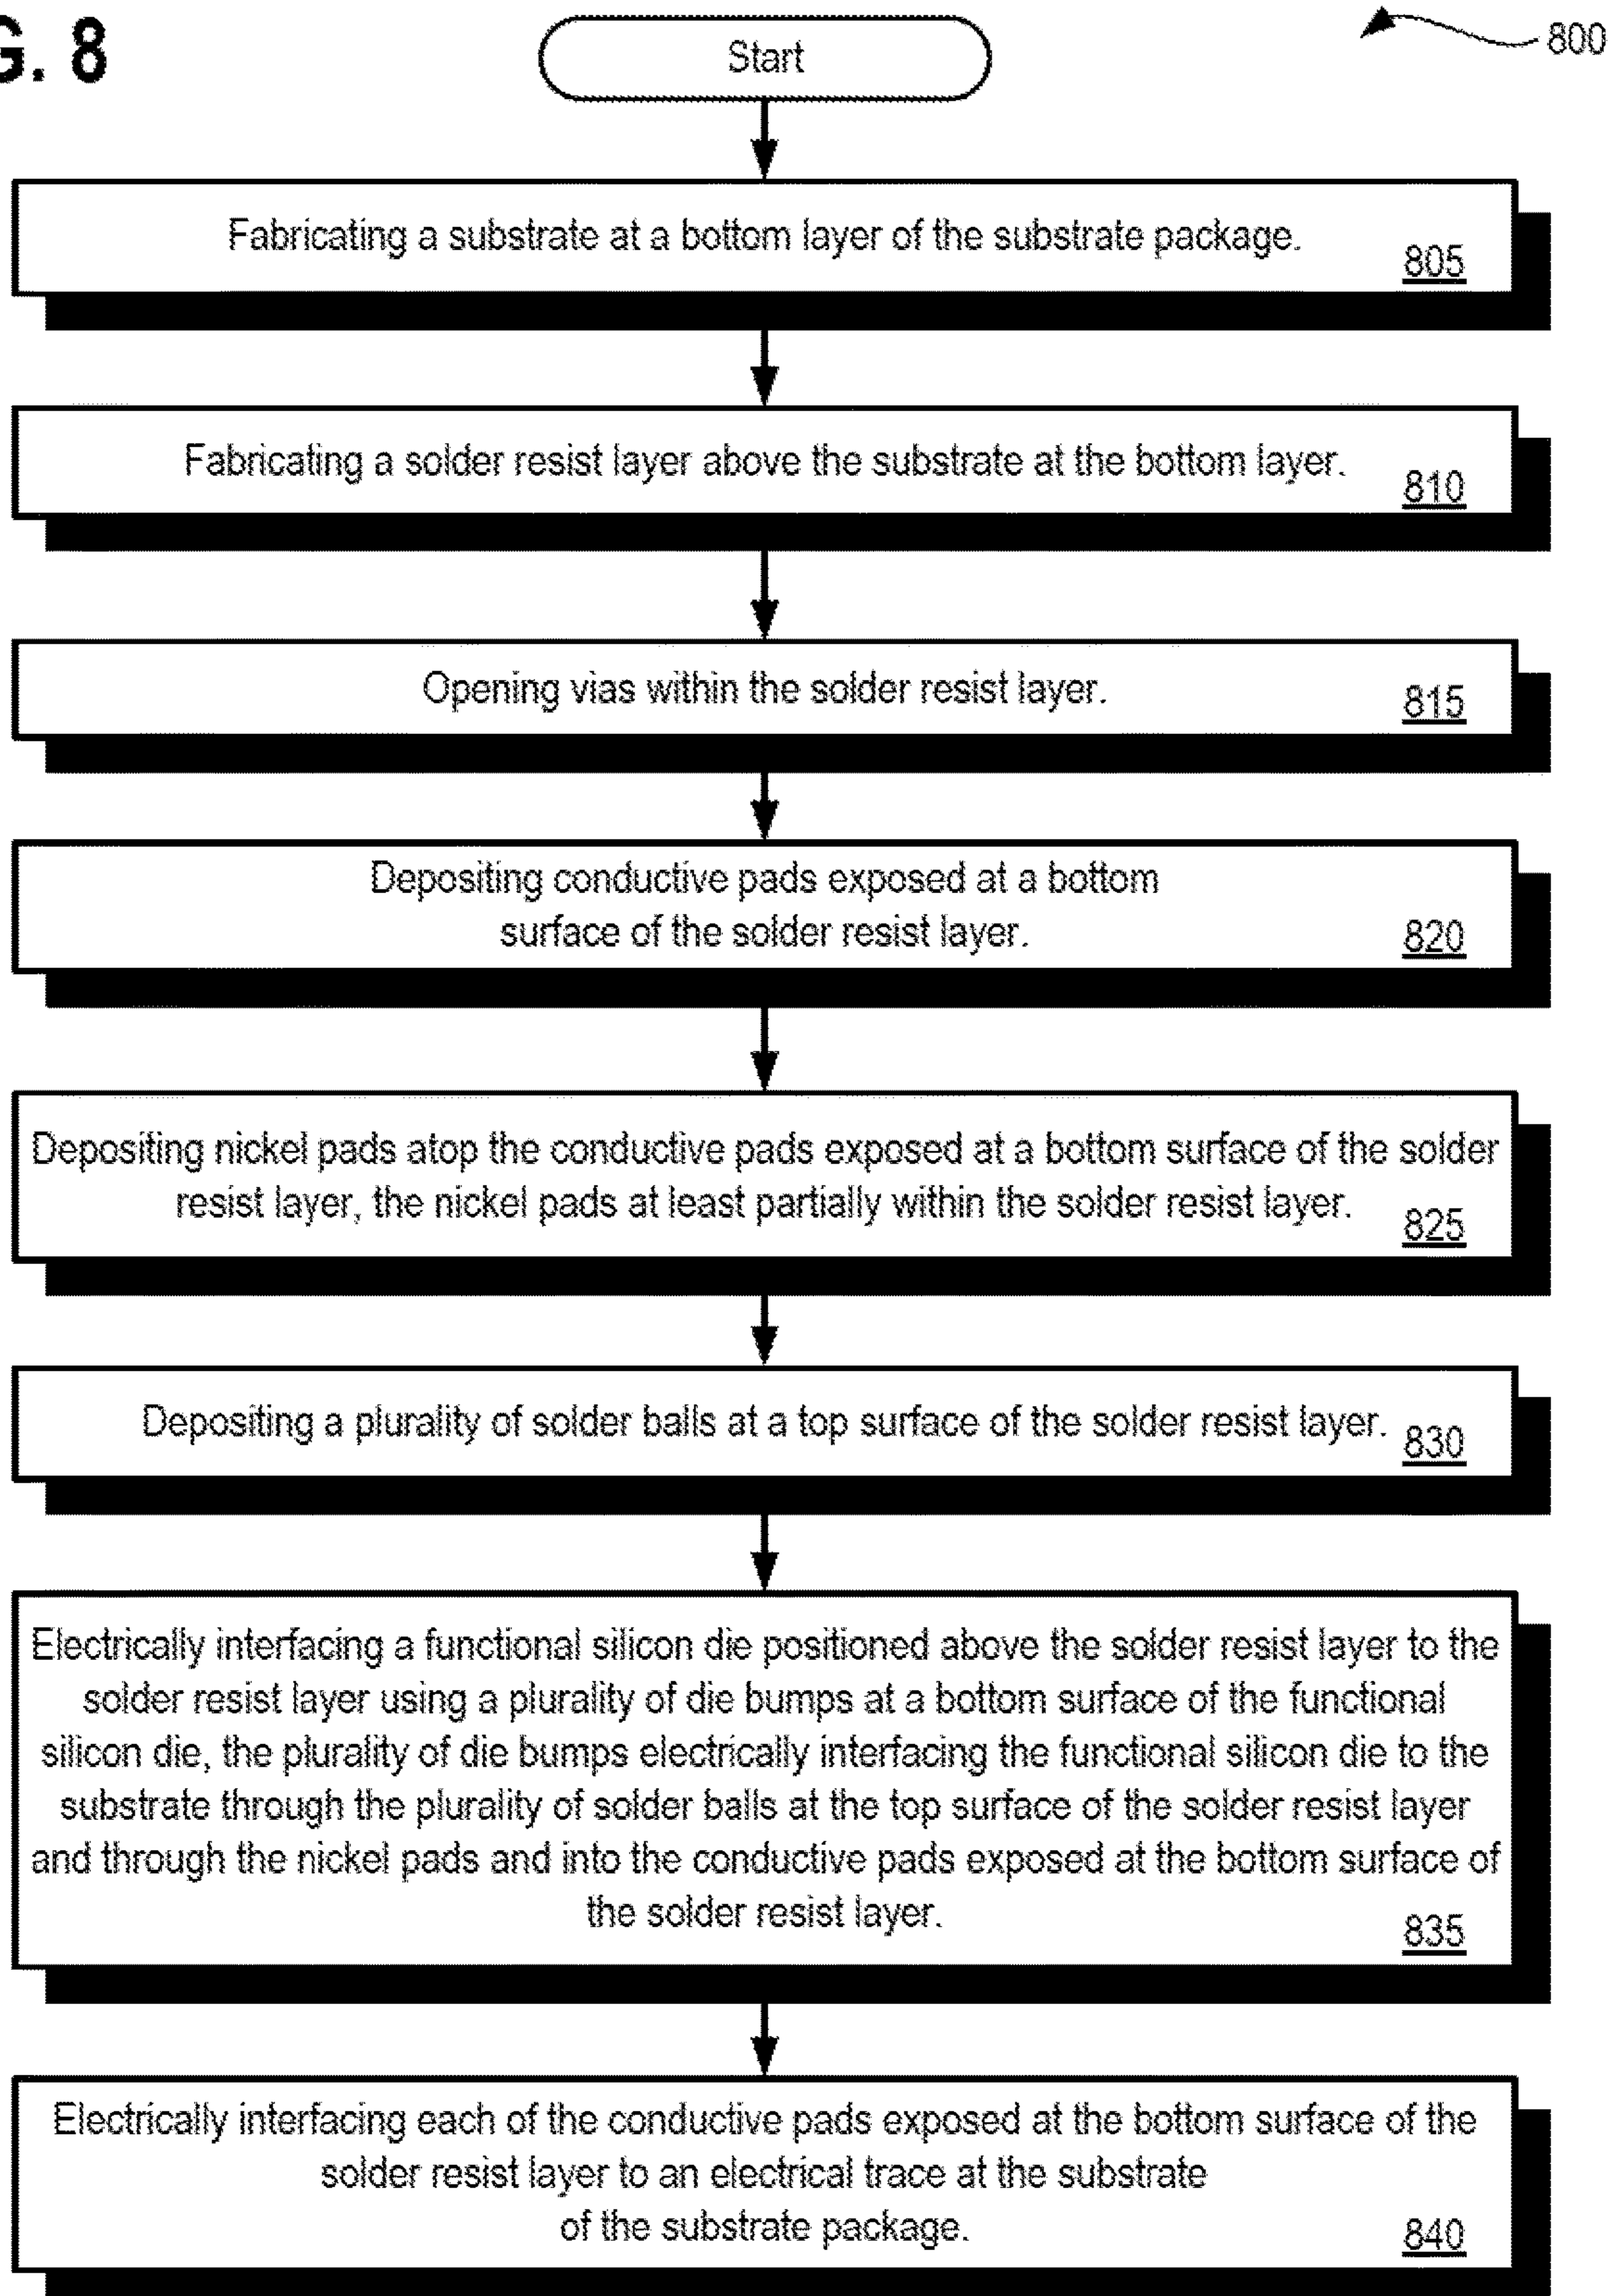 G. 8
800
Start
Fabricating a substrate at a bottom layer of the substrate package.
805
Fabricating a solder resist layer above the substrate at the bottom layer.
810
Opening vias within the solder resist layer.
815
Depositing conductive pads exposed at a bottom
surface of the solder resist layer.
820
Depositing nickel pads atop the conductive pads exposed at a bottom surface of the solder
resist layer, the nickel pads at least partially within the solder resist layer.
825
Depositing a plurality of solder balls at a top surface of the solder resist layer.
830
Electrically interfacing a functional silicon die positioned above the solder resist layer to the
solder resist layer using a plurality of die bumps at a bottom surface of the functional
silicon die, the plurality of die bumps electrically interfacing the functional silicon die to the
substrate through the plurality of solder balls at the top surface of the solder resist layer
and through the nickel pads and into the conductive pads exposed at the bottom surface of
the solder resist layer.
835
Electrically interfacing each of the conductive pads exposed at the bottom surface of the
solder resist layer to an electrical trace at the substrate
of the substrate package.
840